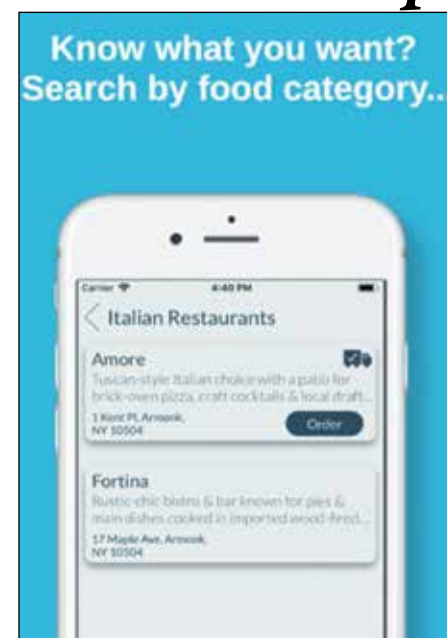 Know what you want?
Search by food category..
Carrier 4:40 PM
Italian Restaurants
Amore
Tuscan-style Italian choice with a patio for
brick-oven pizza, craft cocktails & local draft...
1 Kent Pl, Armonk,
NY 10504
Order
Fortina
Rustic-chic bistro & bar known for pies &
main dishes cooked in imported wood-fired...
17 Maple Ave, Armonk,
NY 10504